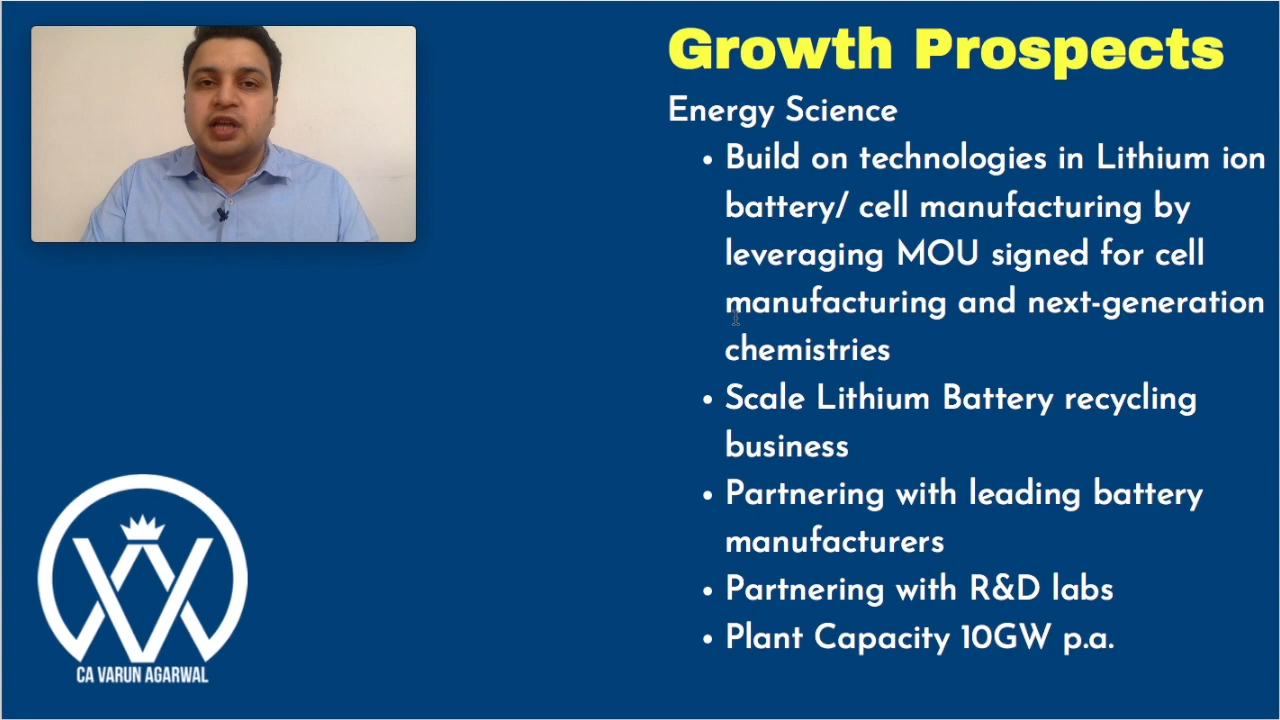 Growth Prospects
Energy Science
• Build on technologies in Lithium ion
battery/ cell manufacturing by
leveraging MOU signed for cell
manufacturing and next-generation
chemistries
• Scale Lithium Battery recycling
business
• Partnering with leading battery
manufacturers
• Partnering with R&D labs
• Plant Capacity 10GW p.a.
CA VARUN AGARWAL